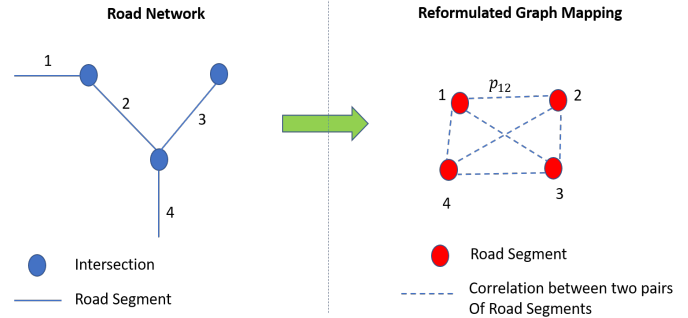 Road Network
1
2
3
4
Intersection
Road Segment
Reformulated Graph Mapping
1
p12
2
4
3
Road Segment
Correlation between two pairs
Of Road Segments